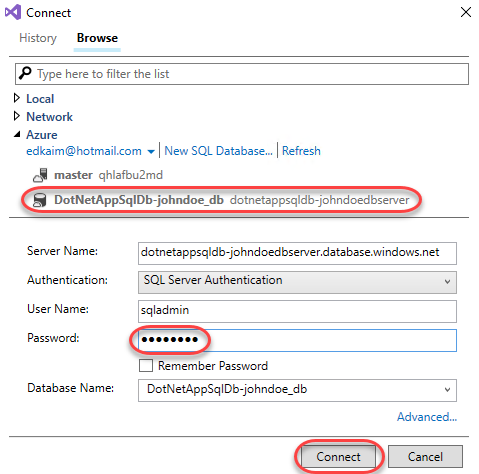 Connect
History Browse
Type here to filter the list
Local
Network
Azure
edkaim@hotmail.com New SQL Database... Refresh
master qhlafbu2md
DotNetAppSqlDb-johndoe_db dotnetappsqldb-johndoedbserver
Server Name: dotnetappsqldb-johndoedbserver.database.windows.net
Authentication: SQL Server Authentication
User Name: sqladmin
Password: ●●●●●●●●
Remember Password
Database Name: DotNetAppSqlDb-johndoe_db
Advanced...
Connect Cancel